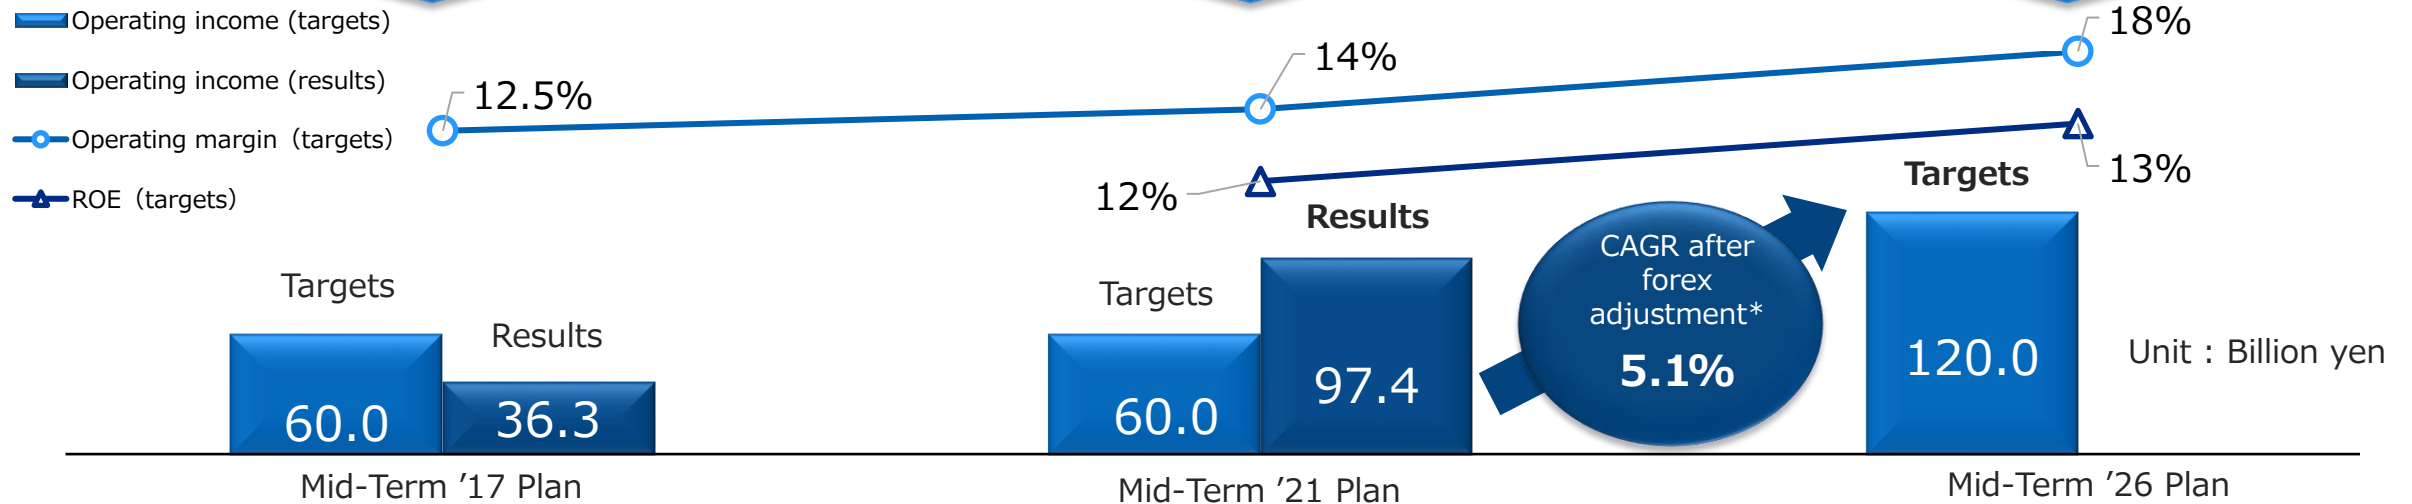 Operating income (targets)
Operating income (results)
Operating margin（targets）
ROE（targets）
12.5%
14%
18%
12%
13%
Targets
Results
Targets
Results
Targets
60.0
36.3
60.0
97.4
CAGR after
forex
adjustment*
5.1%
120.0
Unit : Billion yen
Mid-Term ’17 Plan
Mid-Term ’21 Plan
Mid-Term ’26 Plan